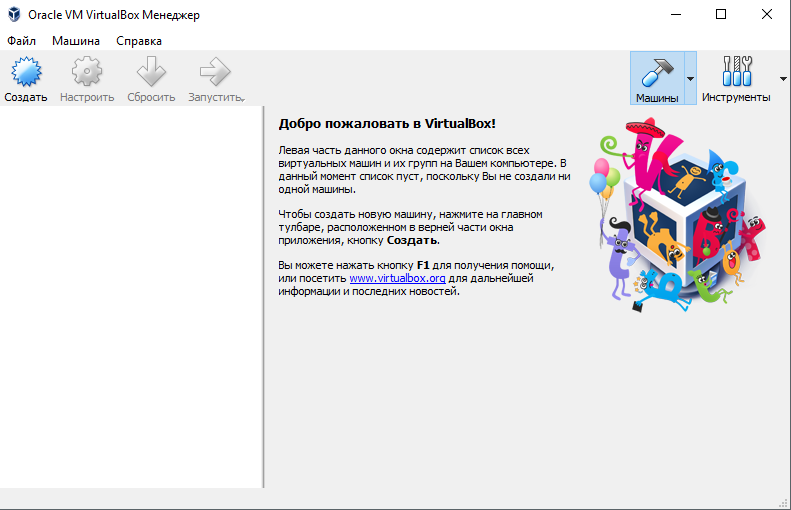 Oracle VM VirtualBox Менеджер
Файл Машина Справка
Создать Настроить Сбросить Запустить Машины Инструменты
Добро пожаловать в VirtualBox!
Левая часть данного окна содержит список всех
виртуальных машин и их групп на Вашем компьютере. В
данный момент список пуст, поскольку Вы не создали ни
одной машины.
Чтобы создать новую машину, нажмите на главном
тулбаре, расположенном в верней части окна
приложения, кнопку Создать.
Вы можете нажать кнопку F1 для получения помощи,
или посетить www.virtualbox.org для дальнейшей
информации и последних новостей.